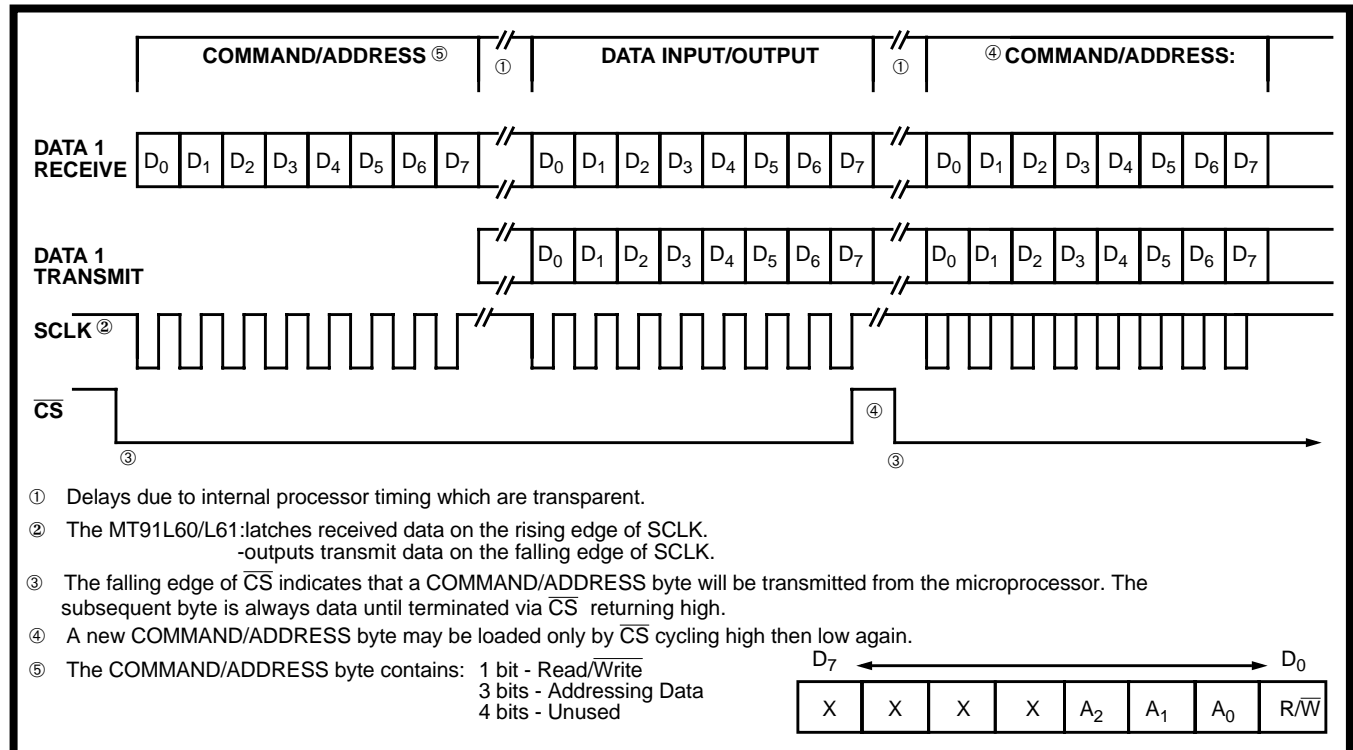 COMMAND/ADDRESS ⑤ ① DATA INPUT/OUTPUT ① ④ COMMAND/ADDRESS:
DATA 1
RECEIVE
D0 D1 D2 D3 D4 D5 D6 D7 D0 D1 D2 D3 D4 D5 D6 D7 D0 D1 D2 D3 D4 D5 D6 D7
DATA 1
TRANSMIT
D0 D1 D2 D3 D4 D5 D6 D7 D0 D1 D2 D3 D4 D5 D6 D7
SCLK ②
C̅S̅
④
③ ③
① Delays due to internal processor timing which are transparent.
② The MT91L60/L61:latches received data on the rising edge of SCLK.
-outputs transmit data on the falling edge of SCLK.
③ The falling edge of C̅S̅ indicates that a COMMAND/ADDRESS byte will be transmitted from the microprocessor. The
subsequent byte is always data until terminated via C̅S̅ returning high.
④ A new COMMAND/ADDRESS byte may be loaded only by C̅S̅ cycling high then low again.
⑤ The COMMAND/ADDRESS byte contains: 1 bit - Read/W̅r̅i̅t̅e̅
3 bits - Addressing Data
4 bits - Unused
D7 D0
X X X X A2 A1 A0 R/W̅